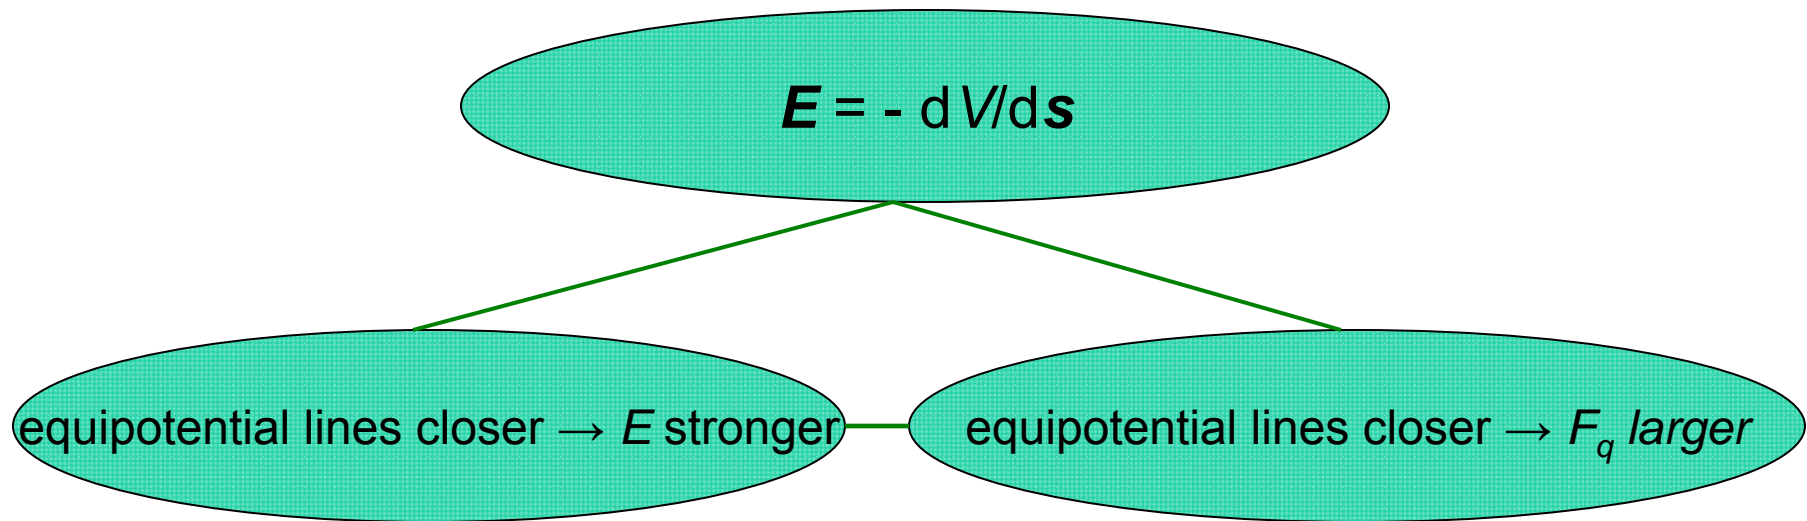 E = - dV/ds
equipotential lines closer → E stronger
equipotential lines closer → Fq larger